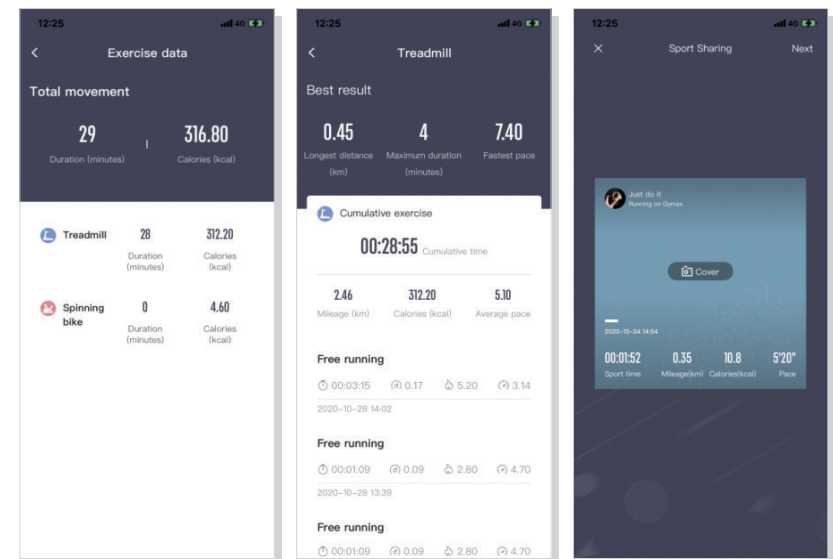 12:25
4G
Exercise data
Total movement
29
316.80
Duration (minutes)
Calories (kcal)
Treadmill
28
312.20
Duration
(minutes)
Calories
(kcal)
Spinning
bike
0
4.60
Duration
(minutes)
Calories
(kcal)
12:25
4G
Treadmill
Best result
0.45
4
7.40
Longest distance
(km)
Maximum duration
(minutes)
Fastest pace
Cumulative exercise
00:28:55 Cumulative time
2.46
312.20
5.10
Mileage (km)
Calories (kcal)
Average pace
Free running
00:03:15 0.17 5.20 3.14
2020-10-28 14:02
Free running
00:01:09 0.09 2.80 4.70
2020-10-28 13:39
Free running
00:01:09 0.09 2.80 4.70
12:25
4G
Sport Sharing
Next
Just do it
Running on Gymax
Cover
2020-10-24 14:54
00:01:52
0.35
10.8
5'20"
Sport time
Mileage(km)
Calories(kcal)
Pace